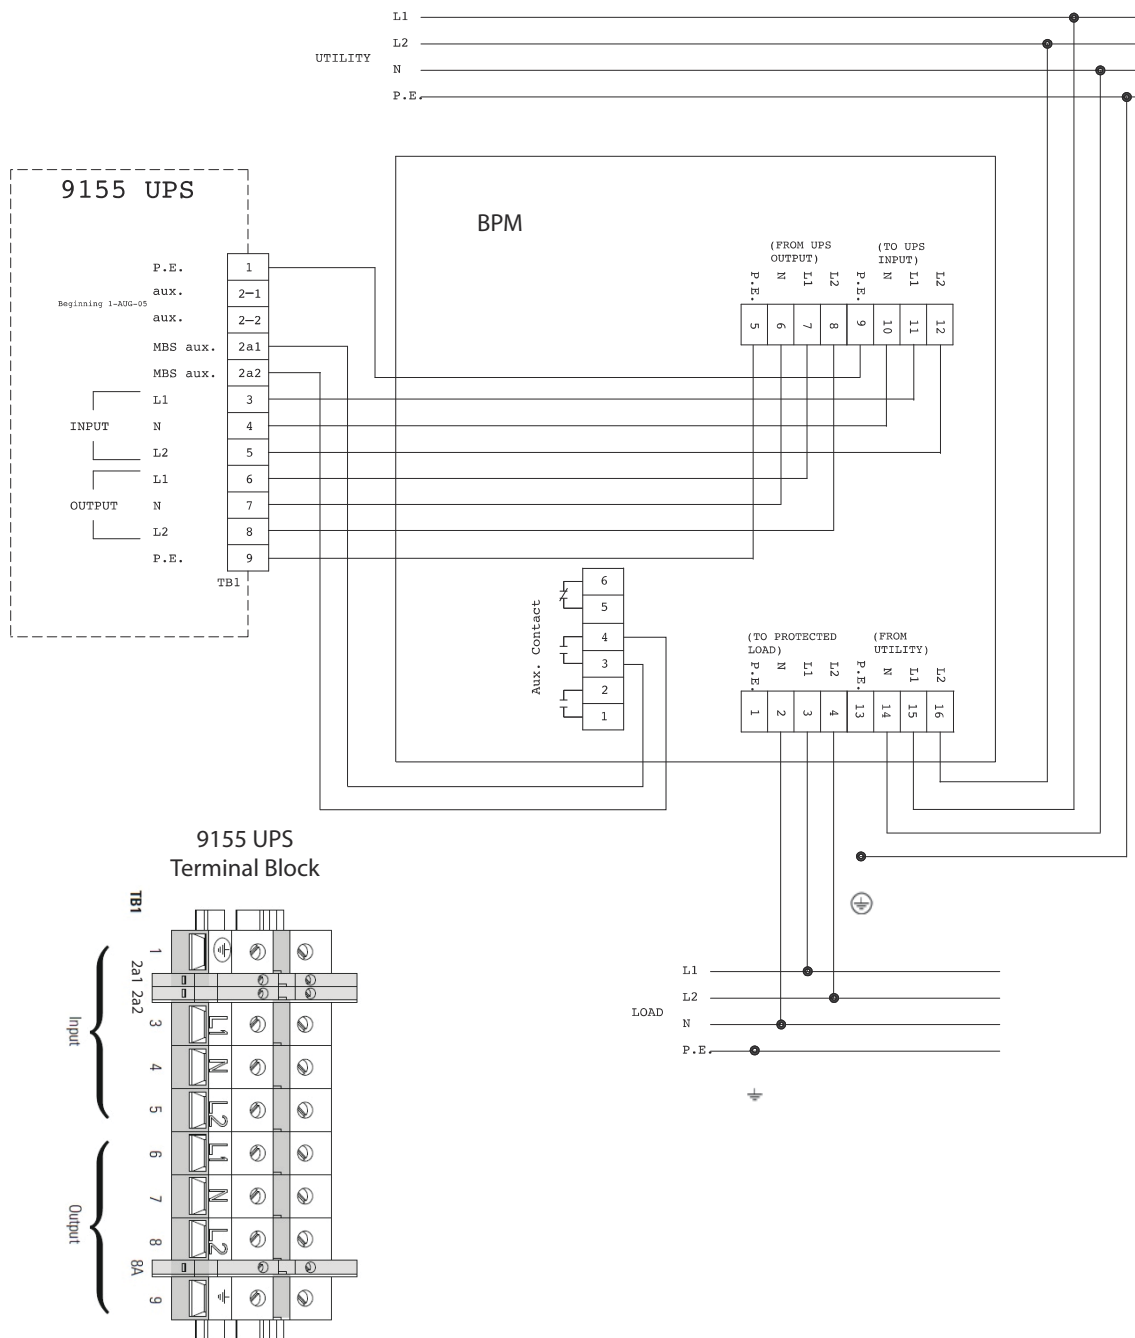 L1
L2
UTILITY
N
P.E.
9155 UPS
BPM
(FROM UPS
OUTPUT)
(TO UPS
INPUT)
P.E. N L1 L2 P.E. N L1 L2
5 6 7 8 9 10 11 12
P.E. 1
Beginning 1-AUG-05
aux. 2-1
aux. 2-2
MBS aux. 2a1
MBS aux. 2a2
INPUT
L1 3
N 4
L2 5
OUTPUT
L1 6
N 7
L2 8
P.E. 9
TB1
Aux. Contact
6
5
4
3
2
1
(TO PROTECTED
LOAD)
(FROM
UTILITY)
P.E. N L1 L2 P.E. N L1 L2
1 2 3 4 13 14 15 16
9155 UPS
Terminal Block
TB1
Input
1
2a1 2a2
3 L1
4 N
5 L2
Output
6 L1
7 N
8 L2
8A
9
L1
L2
LOAD
N
P.E.